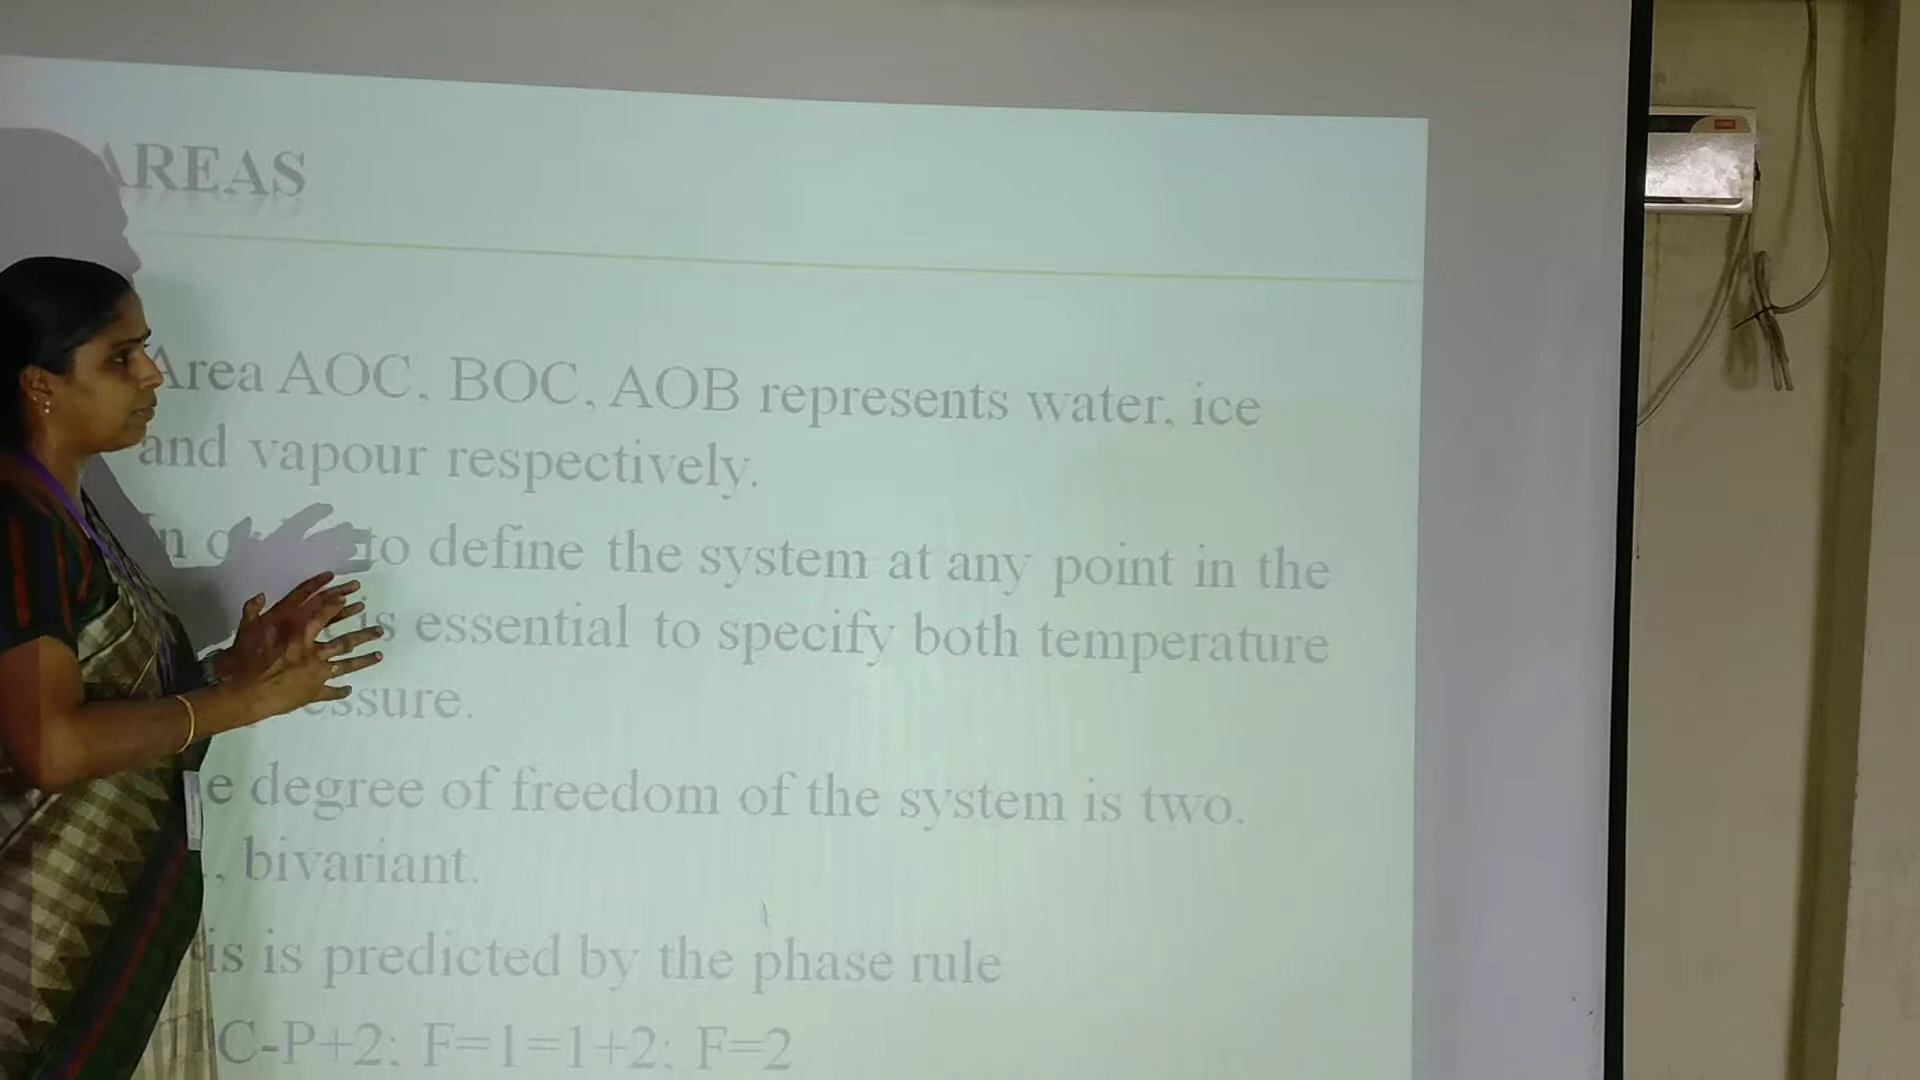 AREAS
Area AOC, BOC, AOB represents water, ice
and vapour respectively.
to define the system at any point in the
is essential to specify both temperature
degree of freedom of the system is two.
bivariant.
is predicted by the phase rule
C-P+2; F=1=1+2; F=2